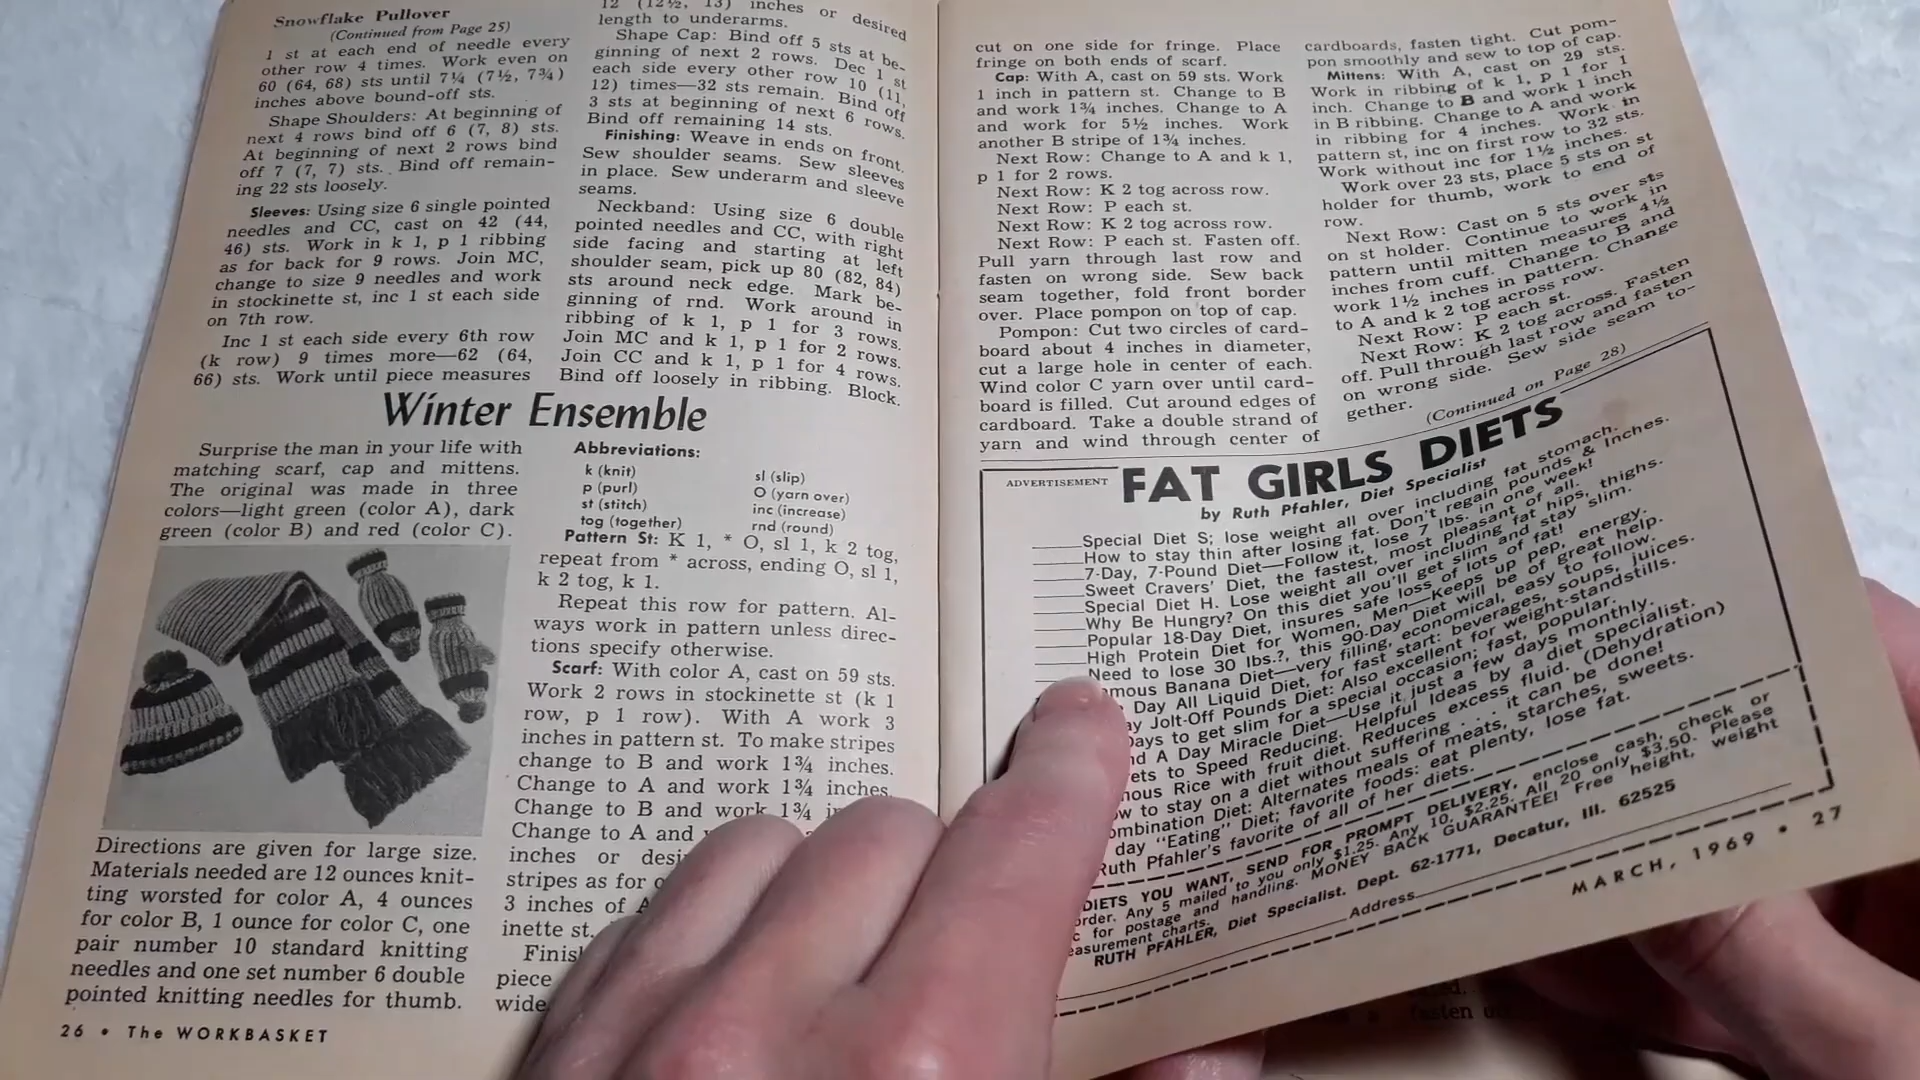 Snowflake Pullover
(Continued from Page 25)
1 st at each end of needle every
other row 4 times. Work even on
60 (64, 68) sts until 7¼ (7½, 7¾)
inches above bound-off sts.
Shape Shoulders: At beginning of
next 4 rows bind off 6 (7, 8) sts.
At beginning of next 2 rows bind
off 7 (7, 7) sts. Bind off remain-
ing 22 sts loosely.
Sleeves: Using size 6 single pointed
needles and CC, cast on 42 (44,
46) sts. Work in k 1, p 1 ribbing
as for back for 9 rows. Join MC,
change to size 9 needles and work
in stockinette st, inc 1 st each side
on 7th row.
Inc 1 st each side every 6th row
(k row) 9 times more—62 (64,
66) sts. Work until piece measures
12 (12½, 13) inches or desired
length to underarms.
Shape Cap: Bind off 5 sts at be-
ginning of next 2 rows. Dec 1 st
each side every other row 10 (11,
12) times—32 sts remain. Bind off
3 sts at beginning of next 6 rows.
Bind off remaining 14 sts.
Finishing: Weave in ends on front.
Sew shoulder seams. Sew sleeves
in place. Sew underarm and sleeve
seams.
Neckband: Using size 6 double
pointed needles and CC, with right
side facing and starting at left
shoulder seam, pick up 80 (82, 84)
sts around neck edge. Mark be-
ginning of rnd. Work around in
ribbing of k 1, p 1 for 3 rows.
Join MC and k 1, p 1 for 2 rows.
Join CC and k 1, p 1 for 4 rows.
Bind off loosely in ribbing. Block.
Winter Ensemble
Surprise the man in your life with
matching scarf, cap and mittens.
The original was made in three
colors—light green (color A), dark
green (color B) and red (color C).
Directions are given for large size.
Materials needed are 12 ounces knit-
ting worsted for color A, 4 ounces
for color B, 1 ounce for color C, one
pair number 10 standard knitting
needles and one set number 6 double
pointed knitting needles for thumb.
Abbreviations:
k (knit)
p (purl)
st (stitch)
tog (together)
sl (slip)
O (yarn over)
inc (increase)
rnd (round)
Pattern St: K 1, * O, sl 1, k 2 tog,
repeat from * across, ending O, sl 1,
k 2 tog, k 1.
Repeat this row for pattern. Al-
ways work in pattern unless direc-
tions specify otherwise.
Scarf: With color A, cast on 59 sts.
Work 2 rows in stockinette st (k 1
row, p 1 row). With A work 3
inches in pattern st. To make stripes
change to B and work 1¾ inches.
Change to A and work 1¾ inches.
Change to B and work 1¾
Change to A and
inches or
stripes as for
3 inches of A
inette st.
piece
wide
26 • The WORKBASKET
cut on one side for fringe. Place
fringe on both ends of scarf.
Cap: With A, cast on 59 sts. Work
1 inch in pattern st. Change to B
and work 1¾ inches. Change to A
and work for 5½ inches. Work
another B stripe of 1¾ inches.
Next Row: Change to A and k 1,
p 1 for 2 rows.
Next Row: K 2 tog across row.
Next Row: P each st.
Next Row: K 2 tog across row.
Next Row: P each st. Fasten off.
Pull yarn through last row and
fasten on wrong side. Sew back
seam together, fold front border
over. Place pompon on top of cap.
Pompon: Cut two circles of card-
board about 4 inches in diameter,
cut a large hole in center of each.
Wind color C yarn over until card-
board is filled. Cut around edges of
cardboard. Take a double strand of
yarn and wind through center of
cardboards, fasten tight. Cut pom-
pon smoothly and sew to top of cap.
Mittens: With A, cast on 29 sts.
Work in ribbing of k 1, p 1 for 1
inch. Change to B and work 1 inch
in B ribbing. Change to A and work
in ribbing for 4 inches. Work in
pattern st, inc on first row to 32 sts.
Work without inc for 1½ inches.
Work over 23 sts, place 5 sts on st
holder for thumb, work to end of
row.
Next Row: Cast on 5 sts over sts
on st holder. Continue to work in
pattern until mitten measures 4½
inches from cuff. Change to B and
work 1½ inches in pattern. Change
to A and k 2 tog across row.
Next Row: P each st.
Next Row: K 2 tog across. Fasten
off. Pull through last row and fasten
on wrong side. Sew side seam to-
gether.
(Continued on Page 28)
ADVERTISEMENT
FAT GIRLS DIETS
by Ruth Pfahler, Diet Specialist
Special Diet S; lose weight all over including fat stomach.
How to stay thin after losing fat. Don't regain pounds & Inches.
7-Day, 7-Pound Diet—Follow it, lose 7 lbs. in one week!
Sweet Cravers' Diet, the fastest, most pleasant of all.
Special Diet H. Lose weight all over including fat hips, thighs.
Why Be Hungry? On this diet you'll get slim and stay slim.
Popular 18-Day Diet, insures safe loss of lots of fat!
High Protein Diet for Women, Men—Keeps up pep, energy.
Need to lose 30 lbs.?, this 90-Day Diet will be of great help.
Banana Diet—very filling, economical, easy to follow.
Day All Liquid Diet, for fast start: beverages, soups, juices.
Jolt-Off Pounds Diet: Also excellent for weight-standstills.
to get slim for a special occasion; fast, popular.
A Day Miracle Diet—Use it just a few days monthly.
to Speed Reducing. Helpful Ideas by a diet specialist.
Rice with fruit diet. Reduces excess fluid. (Dehydration)
to stay on a diet without suffering . . . it can be done!
Diet: Alternates meals of meats, starches, sweets.
day "Eating" Diet; favorite foods: eat plenty, lose fat.
Ruth Pfahler's favorite of all of her diets.
DIETS YOU WANT, SEND FOR PROMPT DELIVERY, enclose cash, check or
Any 5 mailed to you only $1.25. Any 10, $2.25. All 20 only $3.50. Please
for postage and handling. MONEY BACK GUARANTEE! Free height, weight
charts.
RUTH PFAHLER, Diet Specialist. Dept. 62-1771, Decatur, Ill. 62525
Address
MARCH, 1969 • 27